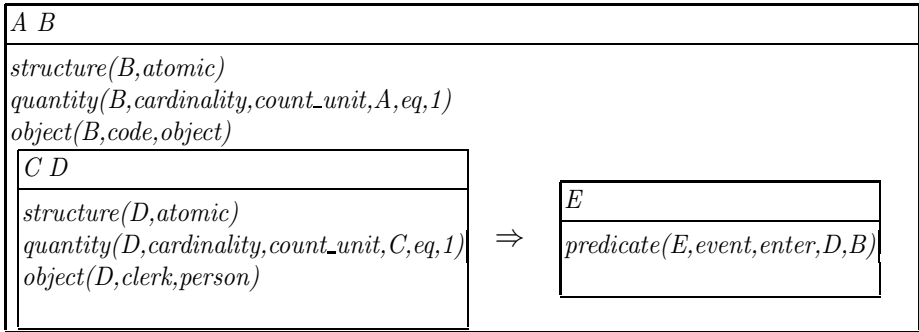 A B
structure(B,atomic)
quantity(B,cardinality,count_unit,A,eq,1)
object(B,code,object)
C D
structure(D,atomic)
quantity(D,cardinality,count_unit,C,eq,1)
object(D,clerk,person)
⇒
E
predicate(E,event,enter,D,B)